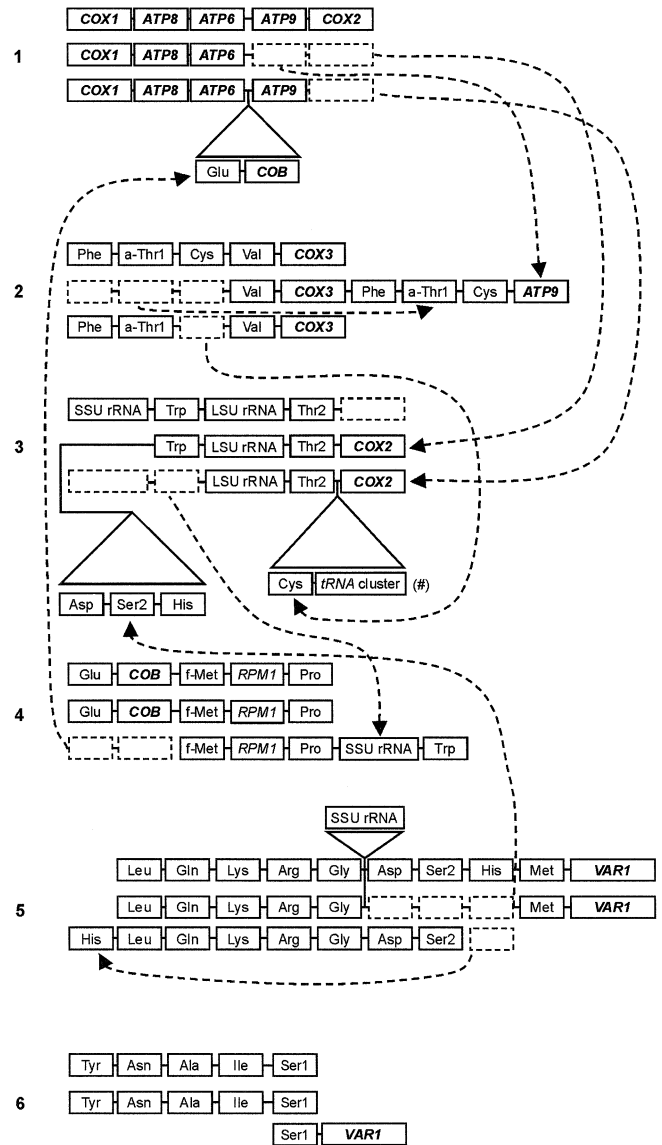 COX1 ATP8 ATP6 ATP9 COX2
1 COX1 ATP8 ATP6
COX1 ATP8 ATP6 ATP9
Glu COB
Phe a-Thr1 Cys Val COX3
2 Val COX3 Phe a-Thr1 Cys ATP9
Phe a-Thr1 Val COX3
SSU rRNA Trp LSU rRNA Thr2
3 Trp LSU rRNA Thr2 COX2
LSU rRNA Thr2 COX2
Cys tRNA cluster (#)
Asp Ser2 His
Glu COB f-Met RPM1 Pro
4 Glu COB f-Met RPM1 Pro
f-Met RPM1 Pro SSU rRNA Trp
SSU rRNA
Leu Gln Lys Arg Gly Asp Ser2 His Met VAR1
5 Leu Gln Lys Arg Gly Met VAR1
His Leu Gln Lys Arg Gly Asp Ser2
Tyr Asn Ala Ile Ser1
6 Tyr Asn Ala Ile Ser1
Ser1 VAR1